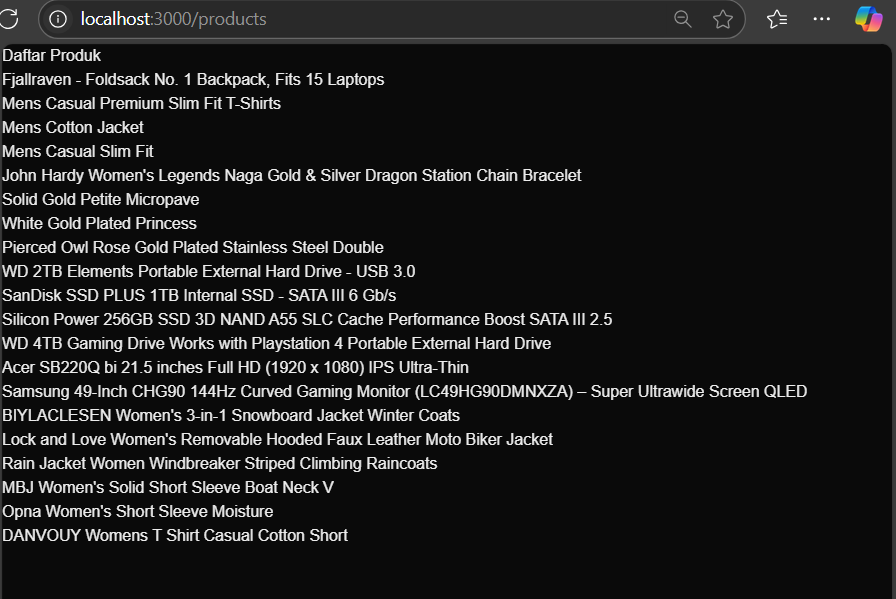 localhost:3000/products
Daftar Produk
Fjallraven - Foldsack No. 1 Backpack, Fits 15 Laptops
Mens Casual Premium Slim Fit T-Shirts
Mens Cotton Jacket
Mens Casual Slim Fit
John Hardy Women's Legends Naga Gold & Silver Dragon Station Chain Bracelet
Solid Gold Petite Micropave
White Gold Plated Princess
Pierced Owl Rose Gold Plated Stainless Steel Double
WD 2TB Elements Portable External Hard Drive - USB 3.0
SanDisk SSD PLUS 1TB Internal SSD - SATA III 6 Gb/s
Silicon Power 256GB SSD 3D NAND A55 SLC Cache Performance Boost SATA III 2.5
WD 4TB Gaming Drive Works with Playstation 4 Portable External Hard Drive
Acer SB220Q bi 21.5 inches Full HD (1920 x 1080) IPS Ultra-Thin
Samsung 49-Inch CHG90 144Hz Curved Gaming Monitor (LC49HG90DMNXZA) – Super Ultrawide Screen QLED
BIYLACLESEN Women's 3-in-1 Snowboard Jacket Winter Coats
Lock and Love Women's Removable Hooded Faux Leather Moto Biker Jacket
Rain Jacket Women Windbreaker Striped Climbing Raincoats
MBJ Women's Solid Short Sleeve Boat Neck V
Opna Women's Short Sleeve Moisture
DANVOUY Womens T Shirt Casual Cotton Short